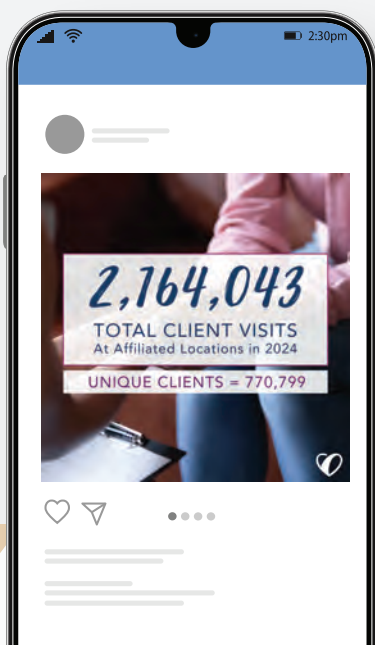 2:30pm
2,164,043
TOTAL CLIENT VISITS
At Affiliated Locations in 2024
UNIQUE CLIENTS = 770,799